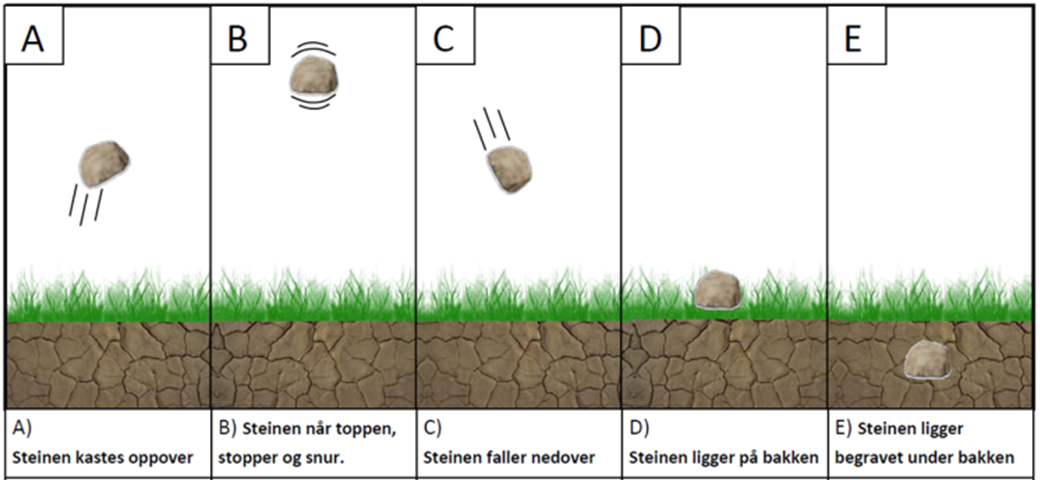 A
B
C
D
E
A)
Steinen kastes oppover
B) Steinen når toppen,
stopper og snur.
C)
Steinen faller nedover
D)
Steinen ligger på bakken
E) Steinen ligger
begravet under bakken